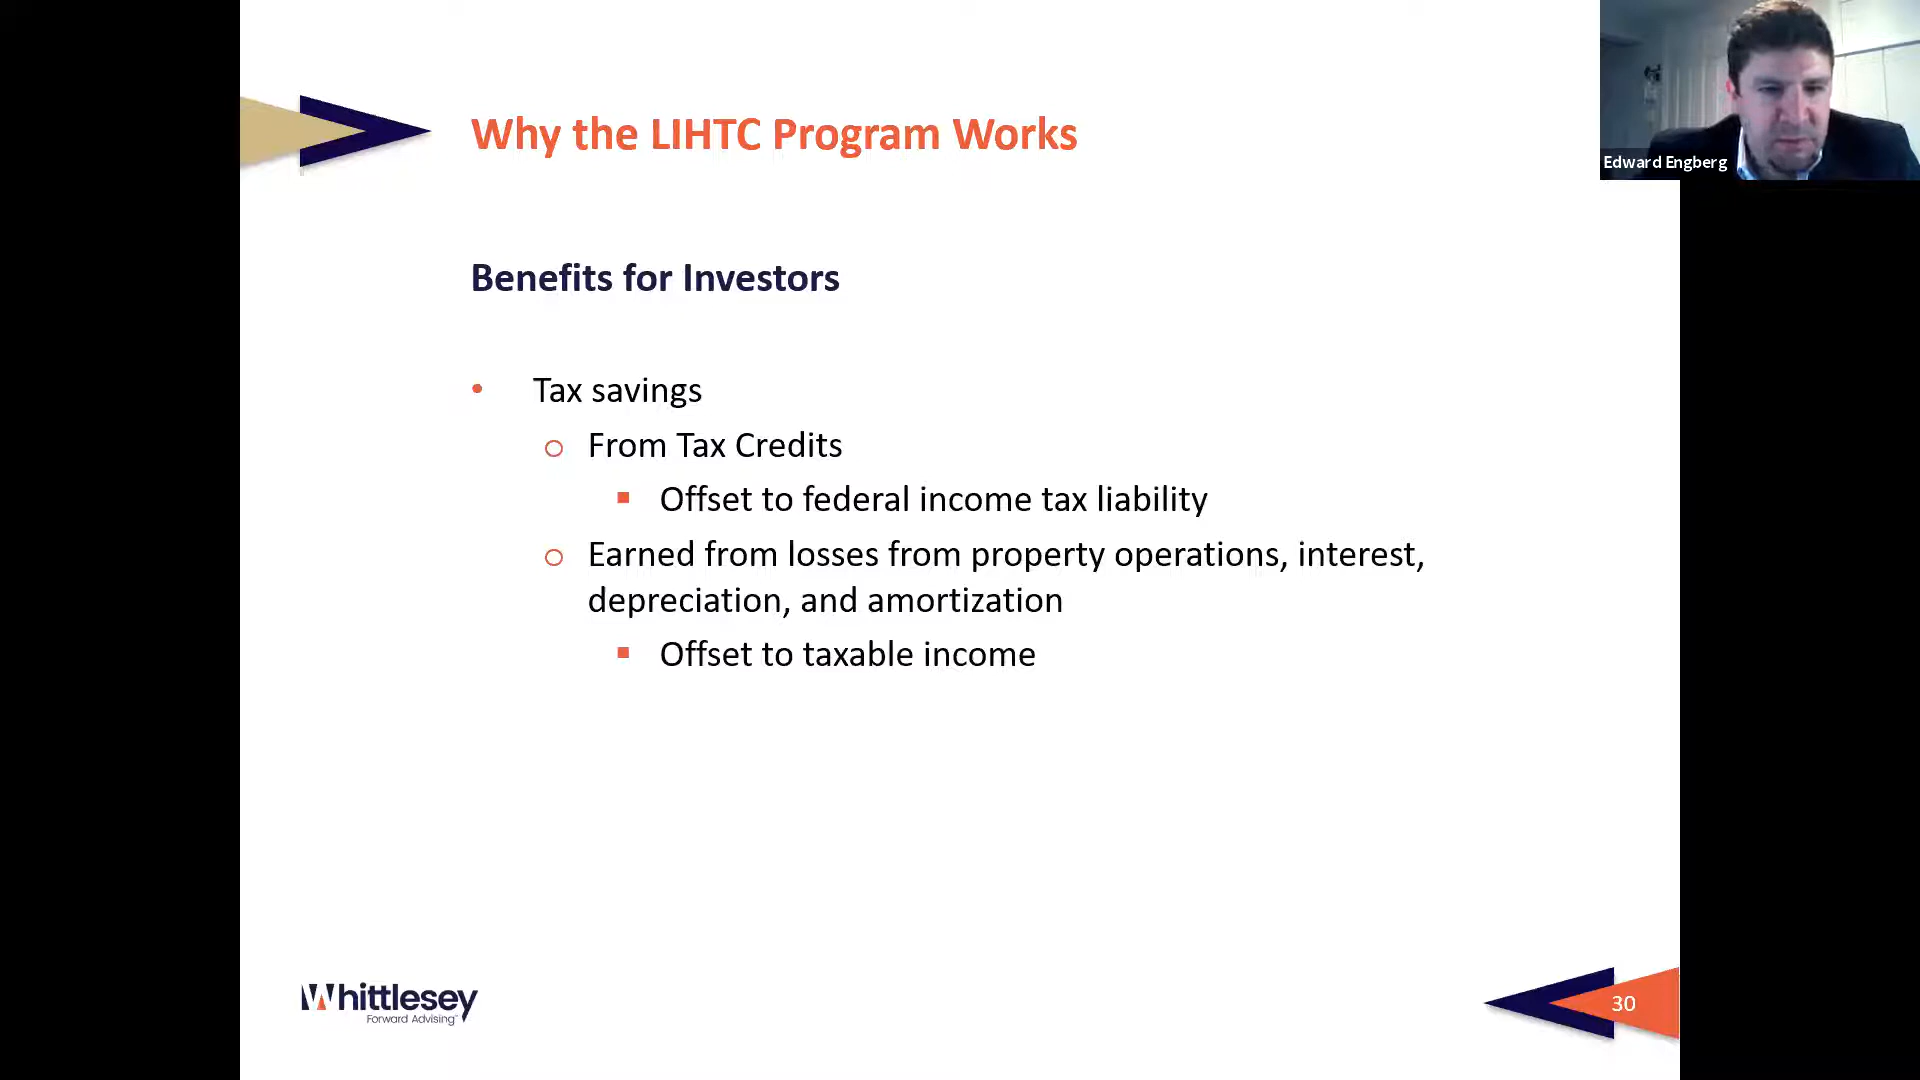 Why the LIHTC Program Works
Edward Engberg
Benefits for Investors
• Tax savings
o From Tax Credits
▪ Offset to federal income tax liability
o Earned from losses from property operations, interest,
depreciation, and amortization
▪ Offset to taxable income
Whittlesey
Forward Advising™
30